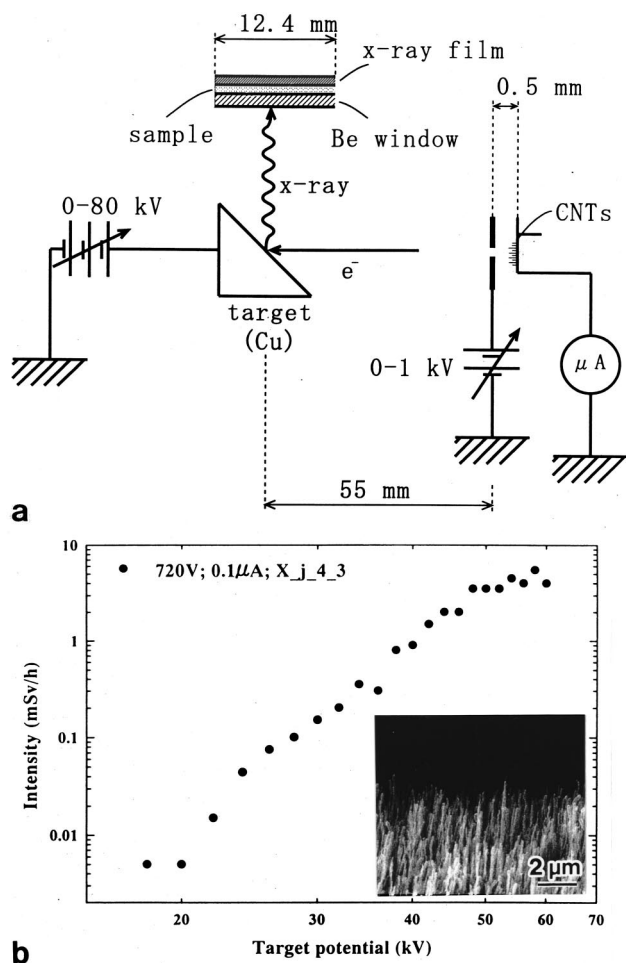 12.4 mm
x-ray film
0.5 mm
sample
Be window
x-ray
CNTs
0-80 kV
e⁻
target
(Cu)
0-1 kV
μA
55 mm
a
10
720V; 0.1μA; X_j_4_3
1
Intensity (mSv/h)
0.1
0.01
2 μm
20 30 40 50 60 70
Target potential (kV)
b